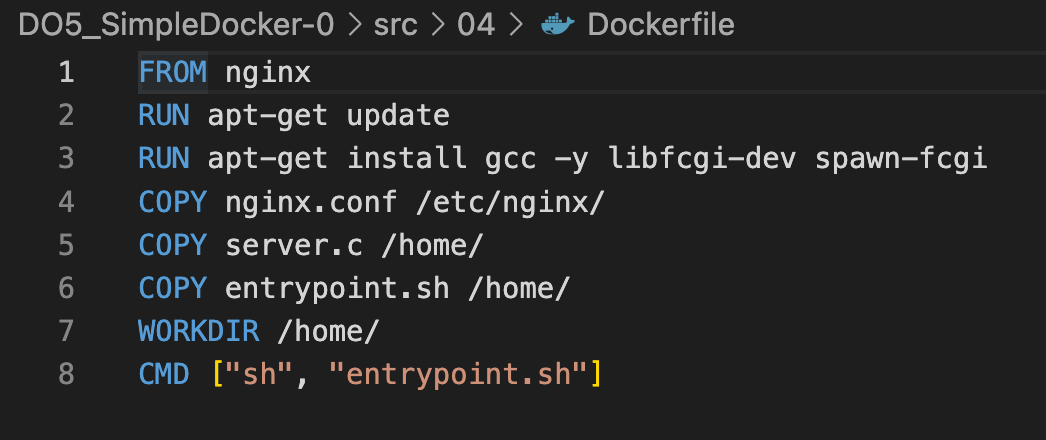 DO5_SimpleDocker-0 > src > 04 > Dockerfile
1 FROM nginx
2 RUN apt-get update
3 RUN apt-get install gcc -y libfcgi-dev spawn-fcgi
4 COPY nginx.conf /etc/nginx/
5 COPY server.c /home/
6 COPY entrypoint.sh /home/
7 WORKDIR /home/
8 CMD ["sh", "entrypoint.sh"]